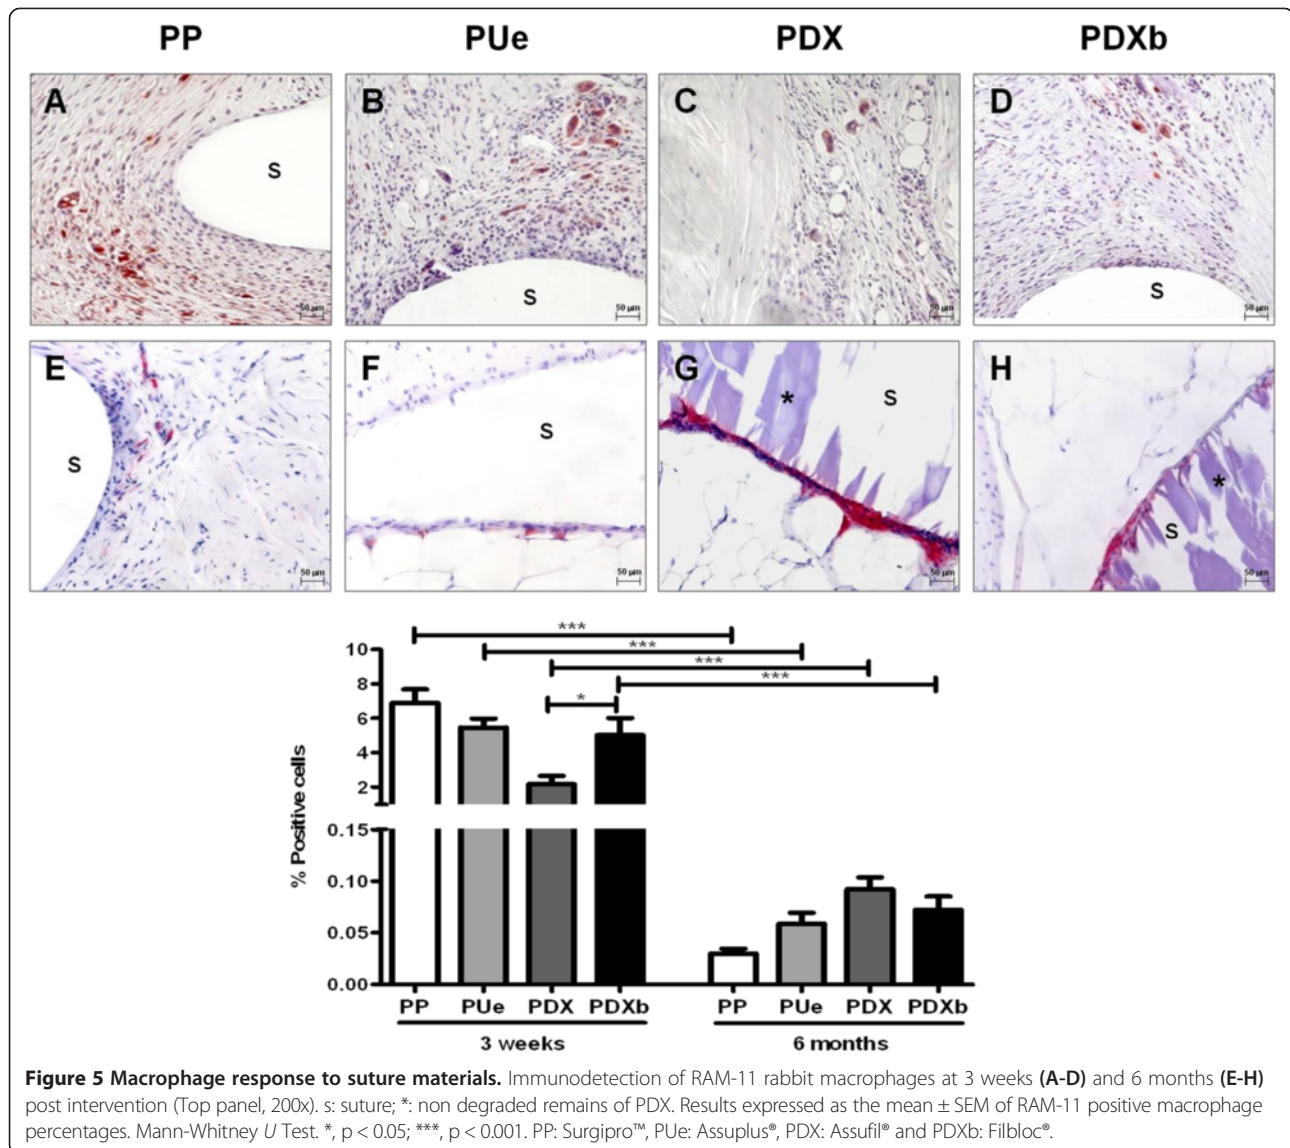 PP PUe PDX PDXb
A B C D
s s s
50 µm 50 µm 50 µm 50 µm
E F G H
s s * s s *
50 µm 50 µm 50 µm 50 µm
***
***
***
***
*
% Positive cells
10
8
6
4
2
0.15
0.10
0.05
0.00
PP PUe PDX PDXb PP PUe PDX PDXb
3 weeks 6 months
Figure 5 Macrophage response to suture materials. Immunodetection of RAM-11 rabbit macrophages at 3 weeks (A-D) and 6 months (E-H)
post intervention (Top panel, 200x). s: suture; *: non degraded remains of PDX. Results expressed as the mean ± SEM of RAM-11 positive macrophage
percentages. Mann-Whitney U Test. *, p < 0.05; ***, p < 0.001. PP: Surgipro™, PUe: Assuplus®, PDX: Assufil® and PDXb: Filbloc®.